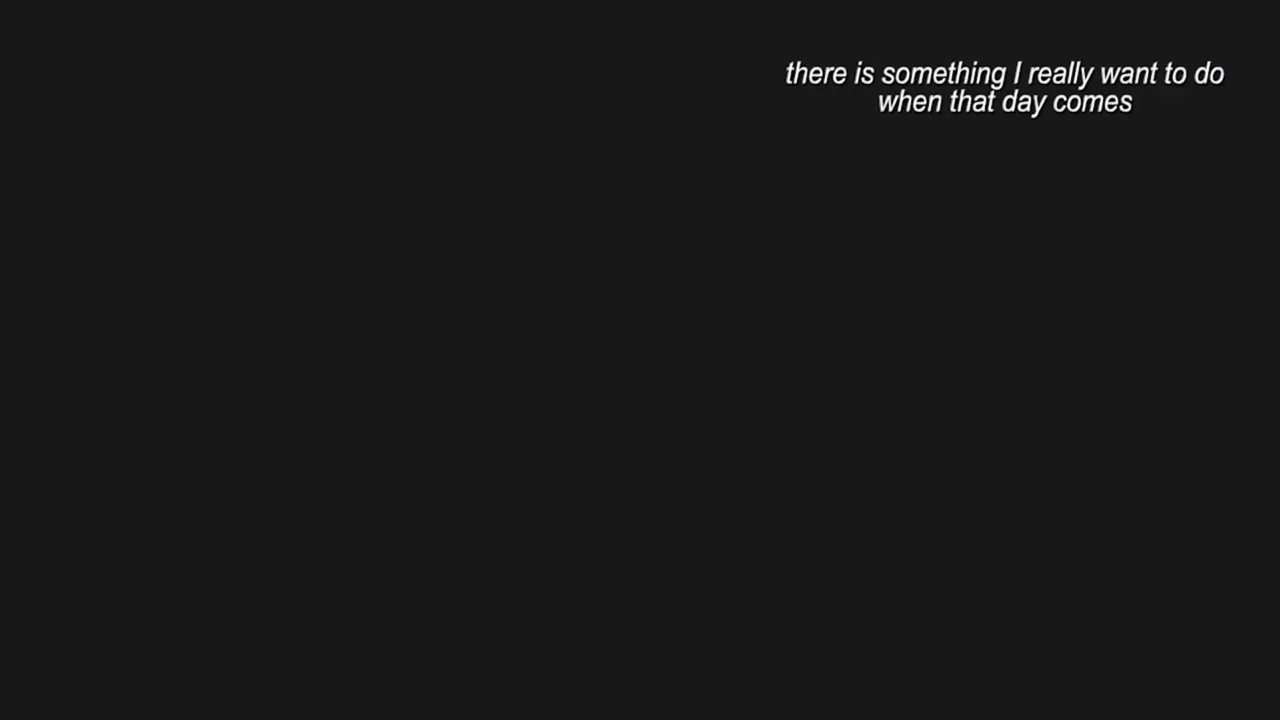 there is something I really want to do
when that day comes